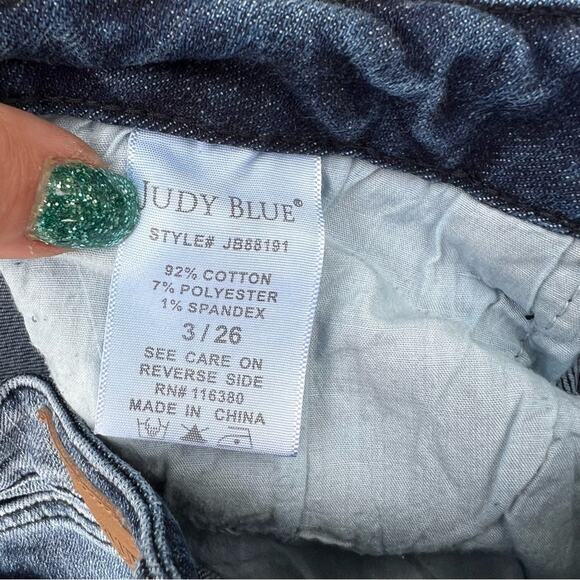 JUDY BLUE®
STYLE# JB88191
92% COTTON
7% POLYESTER
1% SPANDEX
3 / 26
SEE CARE ON
REVERSE SIDE
RN# 116380
MADE IN CHINA